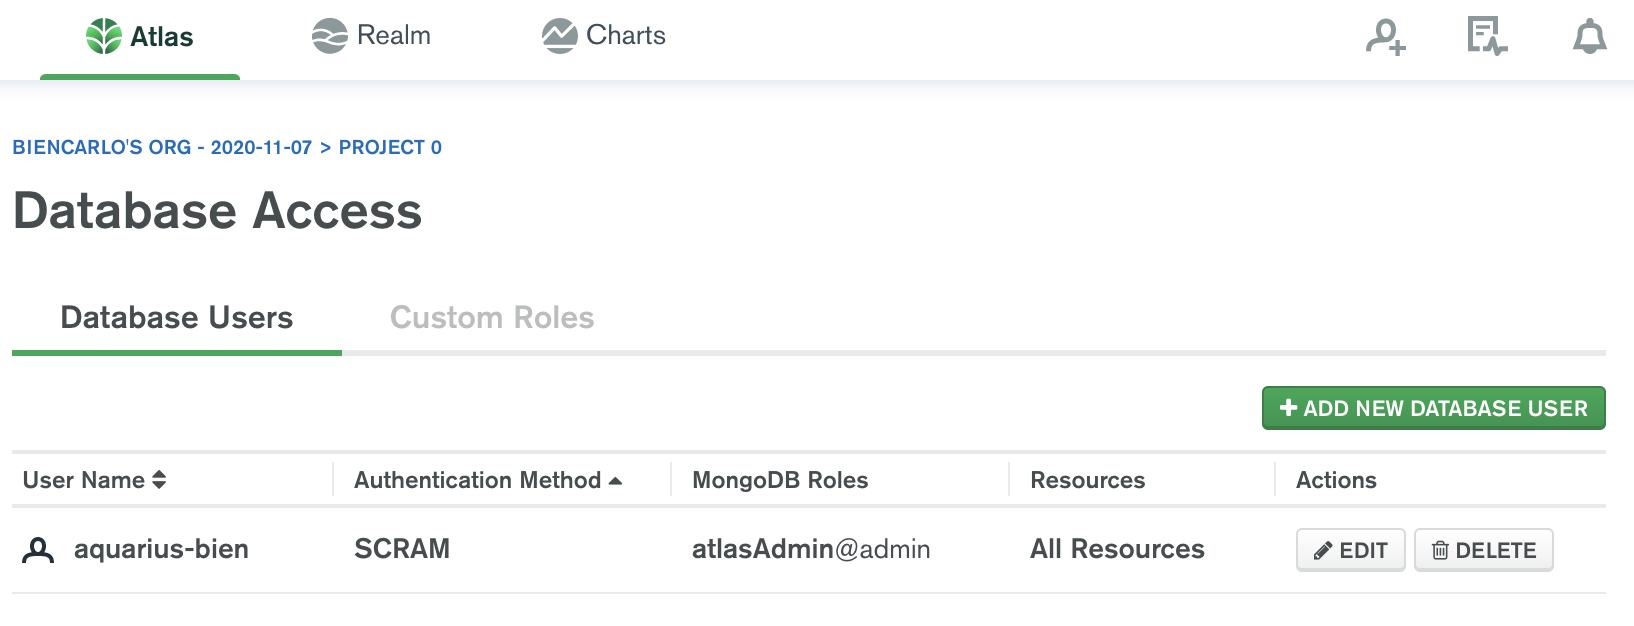 Atlas Realm Charts
BIENCARLO'S ORG - 2020-11-07 > PROJECT 0
Database Access
Database Users Custom Roles
ADD NEW DATABASE USER
User Name Authentication Method MongoDB Roles Resources Actions
aquarius-bien SCRAM atlasAdmin@admin All Resources EDIT DELETE